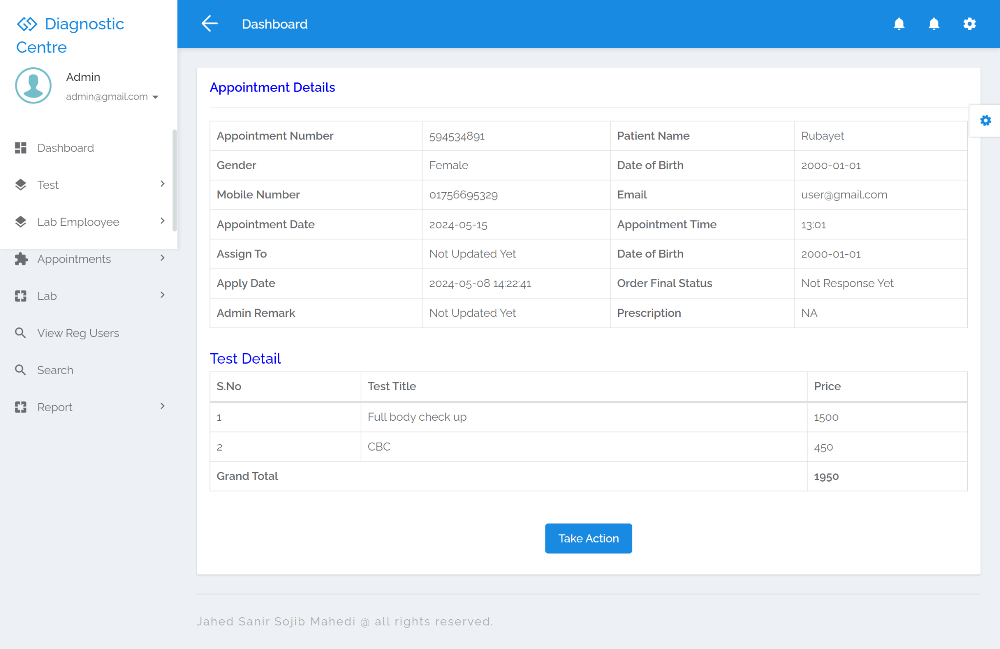 Diagnostic
Centre
Admin
admin@gmail.com
Dashboard
Test
Lab Emplooyee
Appointments
Lab
View Reg Users
Search
Report
Dashboard
Appointment Details
Appointment Number 594534891 Patient Name Rubayet
Gender Female Date of Birth 2000-01-01
Mobile Number 01756695329 Email user@gmail.com
Appointment Date 2024-05-15 Appointment Time 13:01
Assign To Not Updated Yet Date of Birth 2000-01-01
Apply Date 2024-05-08 14:22:41 Order Final Status Not Response Yet
Admin Remark Not Updated Yet Prescription NA
Test Detail
S.No Test Title Price
1 Full body check up 1500
2 CBC 450
Grand Total 1950
Take Action
Jahed Sanir Sojib Mahedi @ all rights reserved.